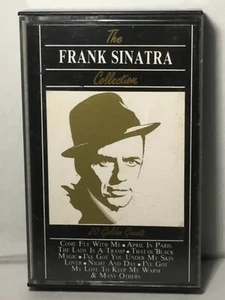 The
FRANK SINATRA
Collection
20 Golden Greats
COME FLY WITH ME • APRIL IN PARIS
THE LADY IS A TRAMP • THAT OL'BLACK
MAGIC • I'VE GOT YOU UNDER MY SKIN
LOVER • NIGHT AND DAY • I'VE GOT
MY LOVE TO KEEP ME WARM
& MANY OTHERS